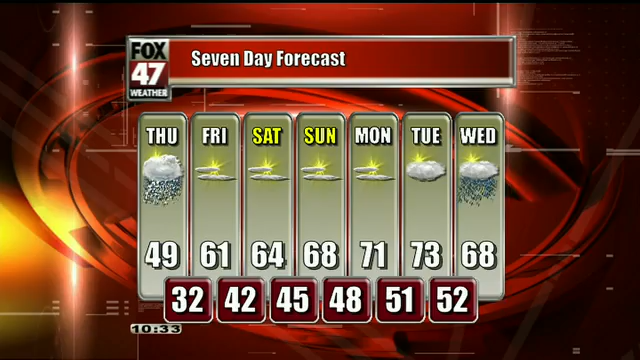 FOX
47
WEATHER
Seven Day Forecast
THU FRI SAT SUN MON TUE WED
49 61 64 68 71 73 68
32 42 45 48 51 52
10:33